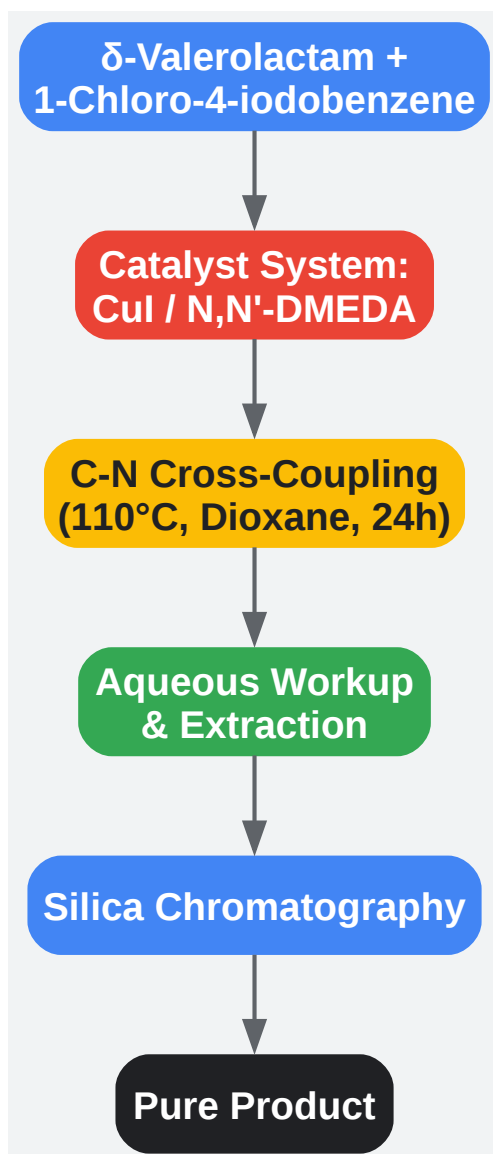 δ-Valerolactam +
1-Chloro-4-iodobenzene
Catalyst System:
CuI / N,N'-DMEDA
C-N Cross-Coupling
(110°C, Dioxane, 24h)
Aqueous Workup
& Extraction
Silica Chromatography
Pure Product